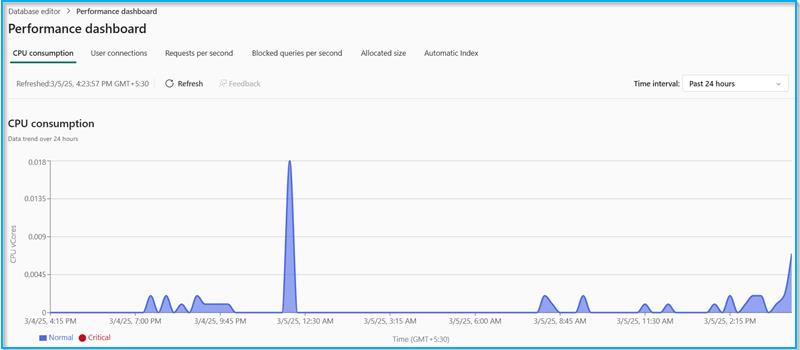 Database editor > Performance dashboard
Performance dashboard
CPU consumption User connections Requests per second Blocked queries per second Allocated size Automatic Index
Refreshed:3/5/25, 4:23:57 PM GMT+5:30 Refresh Feedback Time interval: Past 24 hours
CPU consumption
Data trend over 24 hours
0.018
0.0135
0.009
0.0045
0
CPU vCores
3/4/25, 4:15 PM 3/4/25, 7:00 PM 3/4/25, 9:45 PM 3/5/25, 12:30 AM 3/5/25, 3:15 AM 3/5/25, 6:00 AM 3/5/25, 8:45 AM 3/5/25, 11:30 AM 3/5/25, 2:15 PM
Normal Critical Time (GMT+5:30)